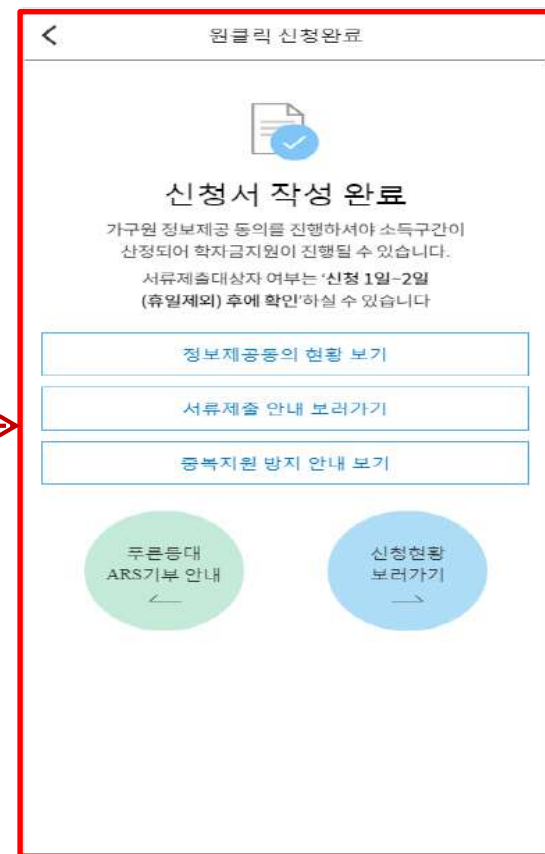 원클릭 신청완료
신청서 작성 완료
가구원 정보제공 동의를 진행하셔야 소득구간이
산정되어 학자금지원이 진행될 수 있습니다.
서류제출대상자 여부는 '신청 1일~2일
(휴일제외) 후에 확인'하실 수 있습니다
정보제공동의 현황 보기
서류제출 안내 보러가기
중복지원 방지 안내 보기
푸른등대
ARS기부 안내
신청현황
보러가기